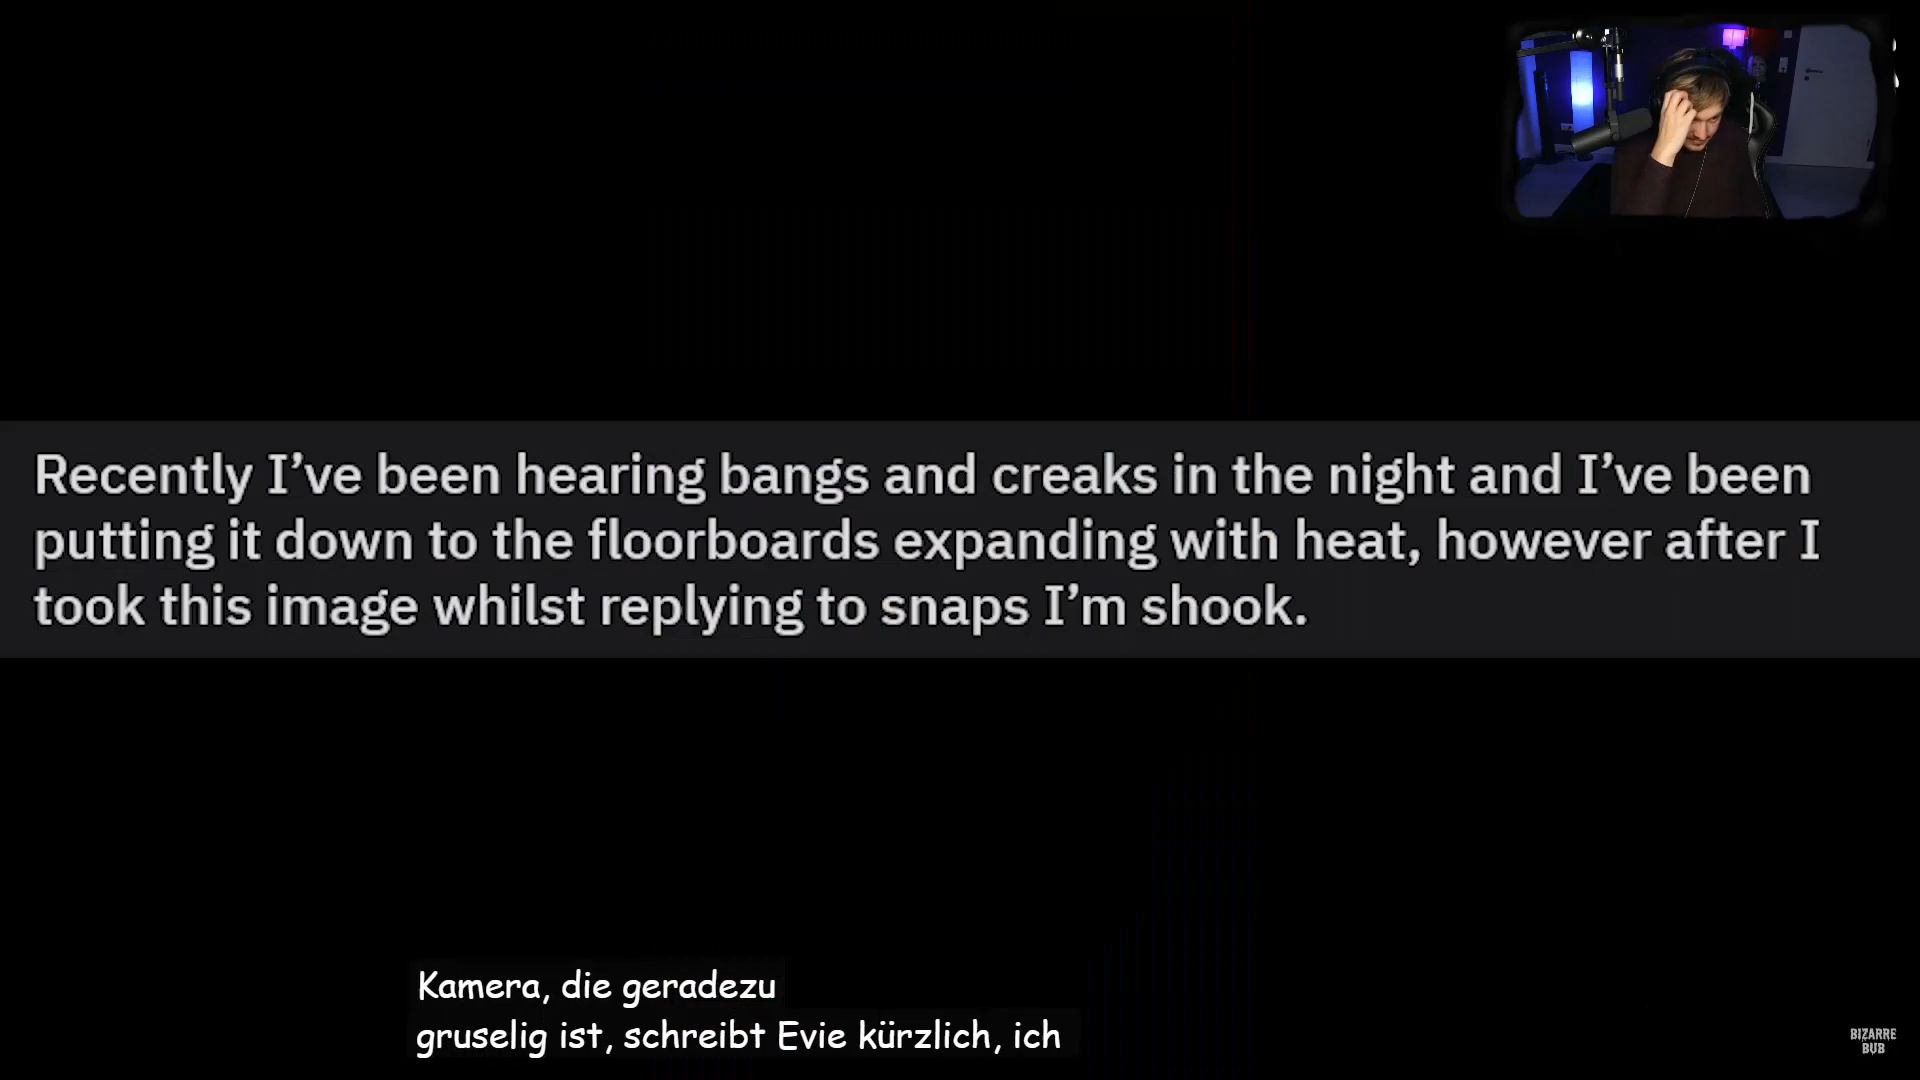 Recently I’ve been hearing bangs and creaks in the night and I’ve been
putting it down to the floorboards expanding with heat, however after I
took this image whilst replying to snaps I’m shook.
Kamera, die geradezu
gruselig ist, schreibt Evie kürzlich, ich
BIZARRE
BUB